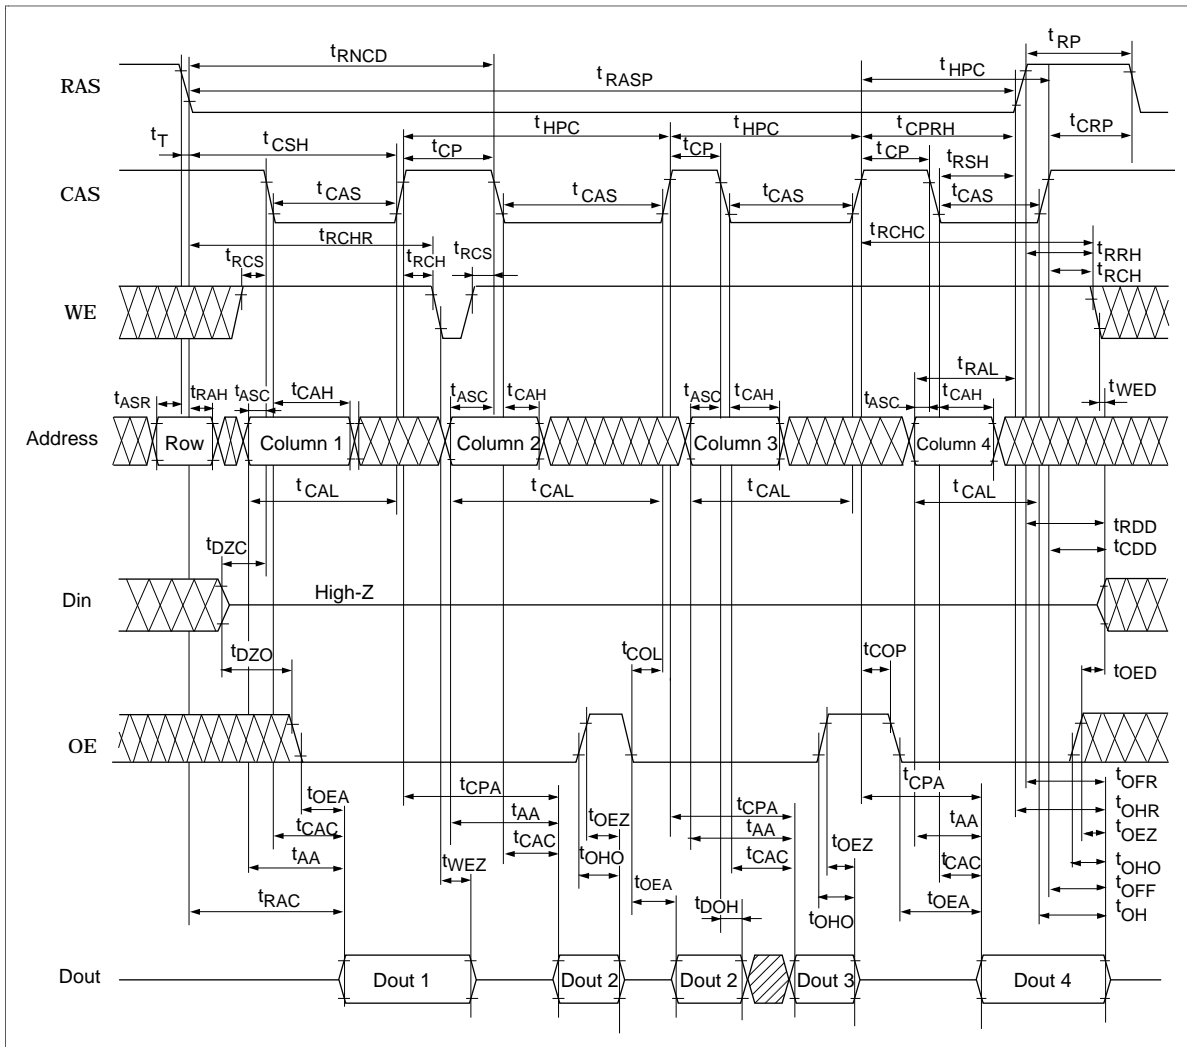 tRP
tRNCD
tHPC
RAS
tRASP
tHPC tHPC tCPRH tCRP
tT tCSH tCP tCP tCP tRSH
CAS tCAS tCAS tCAS tCAS
tRCHR tRCHC
tRCS tRCH tRCS tRRH
tRCH
WE
tRAL
tASR tRAH tASC tCAH tASC tCAH tASC tCAH tASC tCAH tWED
Address Row Column 1 Column 2 Column 3 Column 4
tCAL tCAL tCAL tCAL
tRDD
tDZC tCDD
Din High-Z
tDZO tCOL tCOP tOED
OE
tOEA tCPA tCPA tCPA tOFR
tCAC tAA tOEZ tAA tOEZ tAA tOHR
tAA tWEZ tCAC tOHO tCAC tCAC tOEZ
tOHO
tRAC tOEA tDOH tOHO tOEA tOFF
tOH
Dout Dout 1 Dout 2 Dout 2 Dout 3 Dout 4